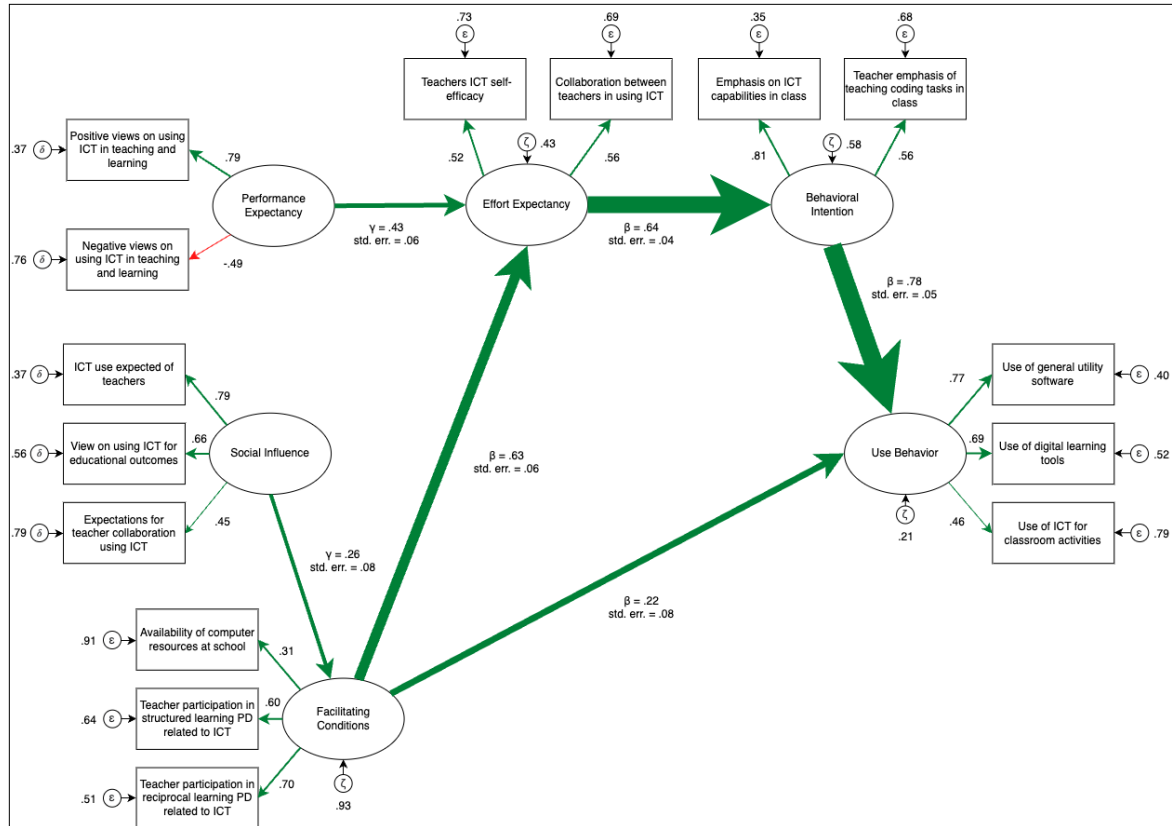 .73
ε
.69
ε
.35
ε
.68
ε
Teachers ICT self-
efficacy
Collaboration between
teachers in using ICT
Emphasis on ICT
capabilities in class
Teacher emphasis of
teaching coding tasks in
class
.52
ζ
.43
.56
.81
ζ
.58
.56
.37
δ
Positive views on using
ICT in teaching and
learning
.79
Performance
Expectancy
Effort Expectancy
Behavioral
Intention
γ = .43
std. err. = .06
β = .64
std. err. = .04
.76
δ
Negative views on
using ICT in teaching
and learning
-.49
β = .78
std. err. = .05
.37
δ
ICT use expected of
teachers
.79
.56
δ
View on using ICT for
educational outcomes
.66
Social Influence
.79
δ
Expectations for
teacher collaboration
using ICT
.45
β = .63
std. err. = .06
Use Behavior
.77
Use of general utility
software
ε
.40
.69
Use of digital learning
tools
ε
.52
.46
Use of ICT for
classroom activities
ε
.79
ζ
.21
γ = .26
std. err. = .08
β = .22
std. err. = .08
.91
ε
Availability of computer
resources at school
.31
.64
ε
Teacher participation in
structured learning PD
related to ICT
.60
Facilitating
Conditions
.51
ε
Teacher participation in
reciprocal learning PD
related to ICT
.70
ζ
.93